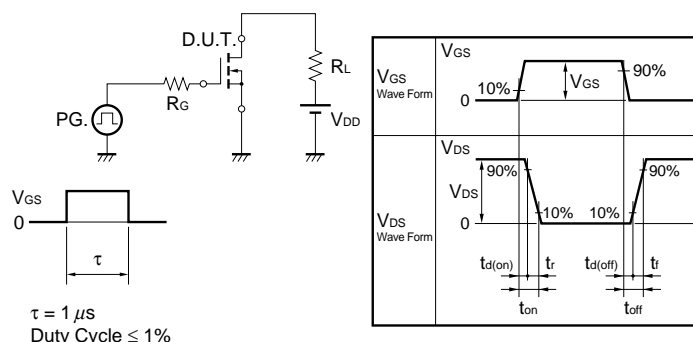 D.U.T.
RL
RG
PG.
VDD
VGS
0
τ
τ = 1 μs
Duty Cycle ≤ 1%
VGS
Wave Form
VGS
10%
0
VGS
90%
VDS
Wave Form
VDS
VDS
90%
0
10%
10%
90%
td(on)
tr
td(off)
tf
ton
toff